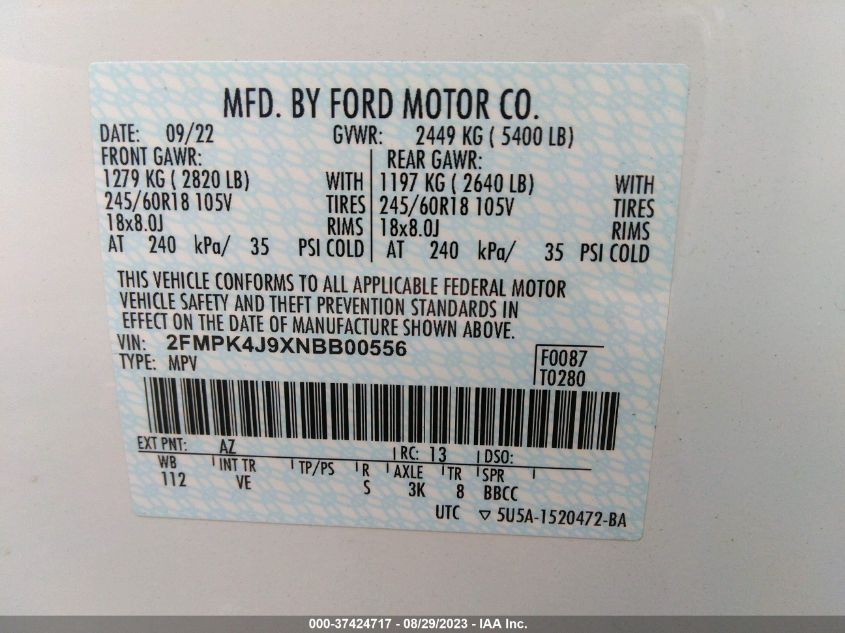 MFD. BY FORD MOTOR CO.
DATE: 09/22 GVWR: 2449 KG ( 5400 LB)
FRONT GAWR: REAR GAWR:
1279 KG ( 2820 LB) WITH 1197 KG ( 2640 LB) WITH
245/60R18 105V TIRES 245/60R18 105V TIRES
18x8.0J RIMS 18x8.0J RIMS
AT 240 kPa/ 35 PSI COLD AT 240 kPa/ 35 PSI COLD
THIS VEHICLE CONFORMS TO ALL APPLICABLE FEDERAL MOTOR
VEHICLE SAFETY AND THEFT PREVENTION STANDARDS IN
EFFECT ON THE DATE OF MANUFACTURE SHOWN ABOVE.
VIN: 2FMPK4J9XNBB00556
TYPE: MPV F0087
T0280
EXT PNT: AZ RC: 13 DSO:
WB INT TR TP/PS R AXLE TR SPR
112 VE S 3K 8 BBCC
UTC ▽ 5U5A-1520472-BA
000-37424717 - 08/29/2023 - IAA Inc.